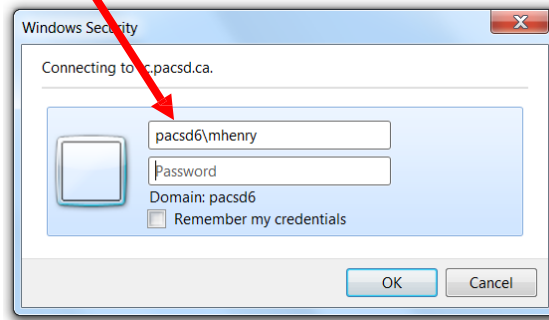 Windows Security
Connecting to c.pacsd.ca.
pacsd6\mhenry
Password
Domain: pacsd6
Remember my credentials
OK
Cancel